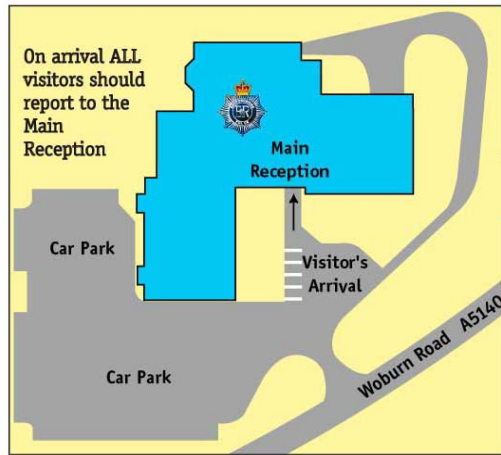 On arrival ALL
visitors should
report to the
Main
Reception
Main
Reception
Car Park
Visitor's
Arrival
Car Park
Woburn Road A5140